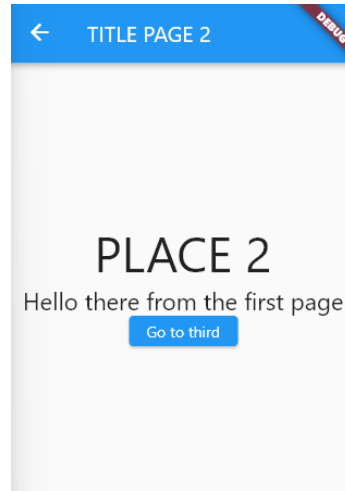 TITLE PAGE 2
DEBUG
PLACE 2
Hello there from the first page
Go to third